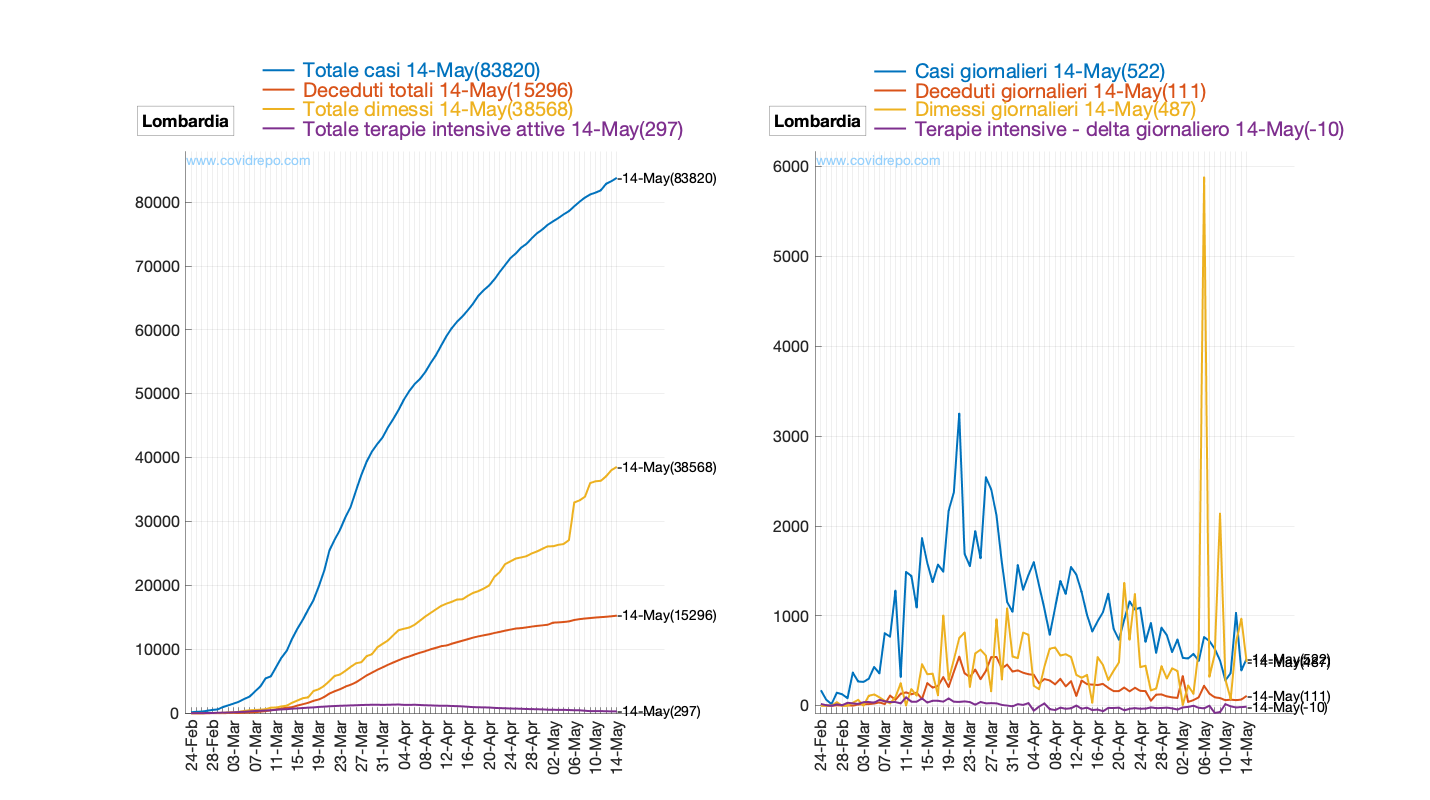 Totale casi 14-May(83820)
Deceduti totali 14-May(15296)
Totale dimessi 14-May(38568)
Totale terapie intensive attive 14-May(297)
Lombardia
www.covidrepo.com
80000
70000
60000
50000
40000
30000
20000
10000
0
-14-May(83820)
-14-May(38568)
-14-May(15296)
-14-May(297)
24-Feb
28-Feb
03-Mar
07-Mar
11-Mar
15-Mar
19-Mar
23-Mar
27-Mar
31-Mar
04-Apr
08-Apr
12-Apr
16-Apr
20-Apr
24-Apr
28-Apr
02-May
06-May
10-May
14-May
Casi giornalieri 14-May(522)
Deceduti giornalieri 14-May(111)
Dimessi giornalieri 14-May(487)
Terapie intensive - delta giornaliero 14-May(-10)
Lombardia
www.covidrepo.com
6000
5000
4000
3000
2000
1000
0
-14-May(522)
-14-May(487)
-14-May(111)
-14-May(-10)
24-Feb
28-Feb
03-Mar
07-Mar
11-Mar
15-Mar
19-Mar
23-Mar
27-Mar
31-Mar
04-Apr
08-Apr
12-Apr
16-Apr
20-Apr
24-Apr
28-Apr
02-May
06-May
10-May
14-May